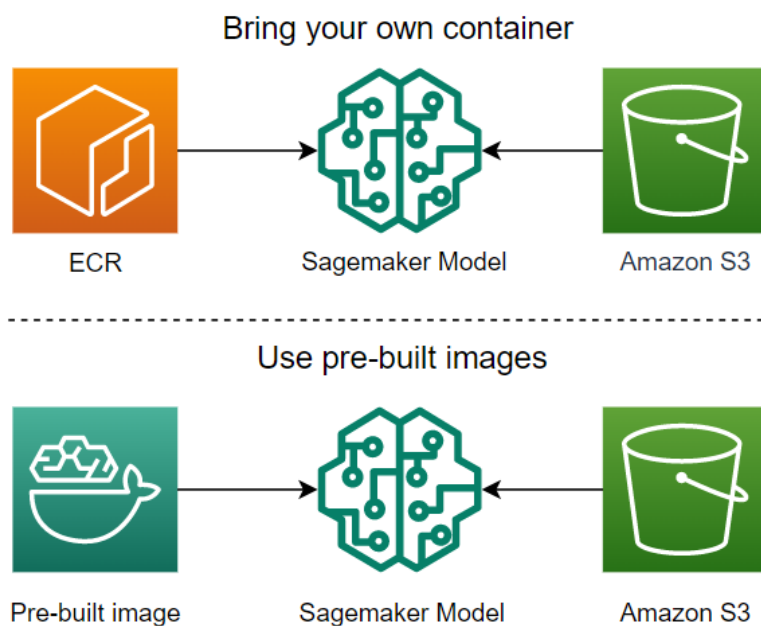 Bring your own container
ECR
Sagemaker Model
Amazon S3
Use pre-built images
Pre-built image
Sagemaker Model
Amazon S3